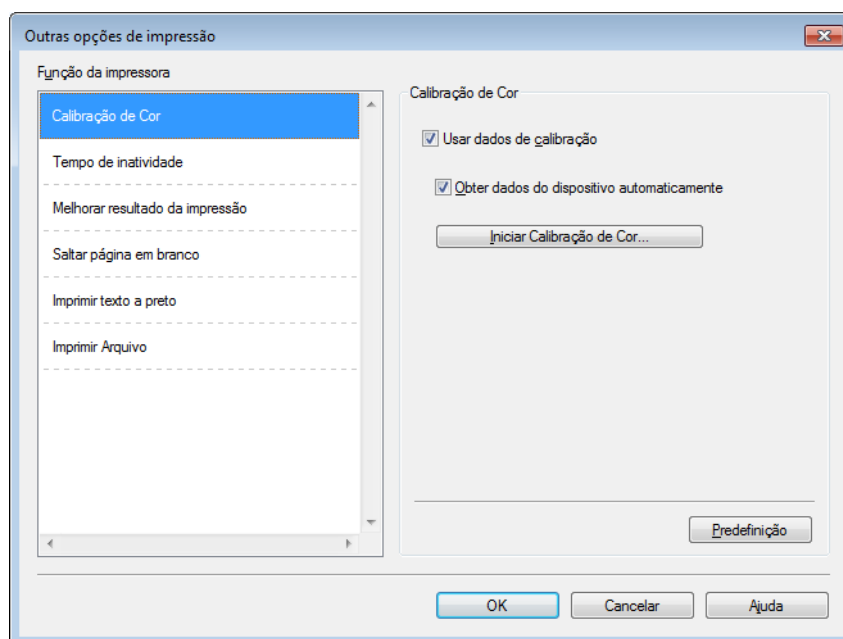 Outras opções de impressão
Função da impressora
Calibração de Cor
Tempo de inatividade
Melhorar resultado da impressão
Saltar página em branco
Imprimir texto a preto
Imprimir Arquivo
Calibração de Cor
Usar dados de calibração
Obter dados do dispositivo automaticamente
Iniciar Calibração de Cor...
Predefinição
OK
Cancelar
Ajuda